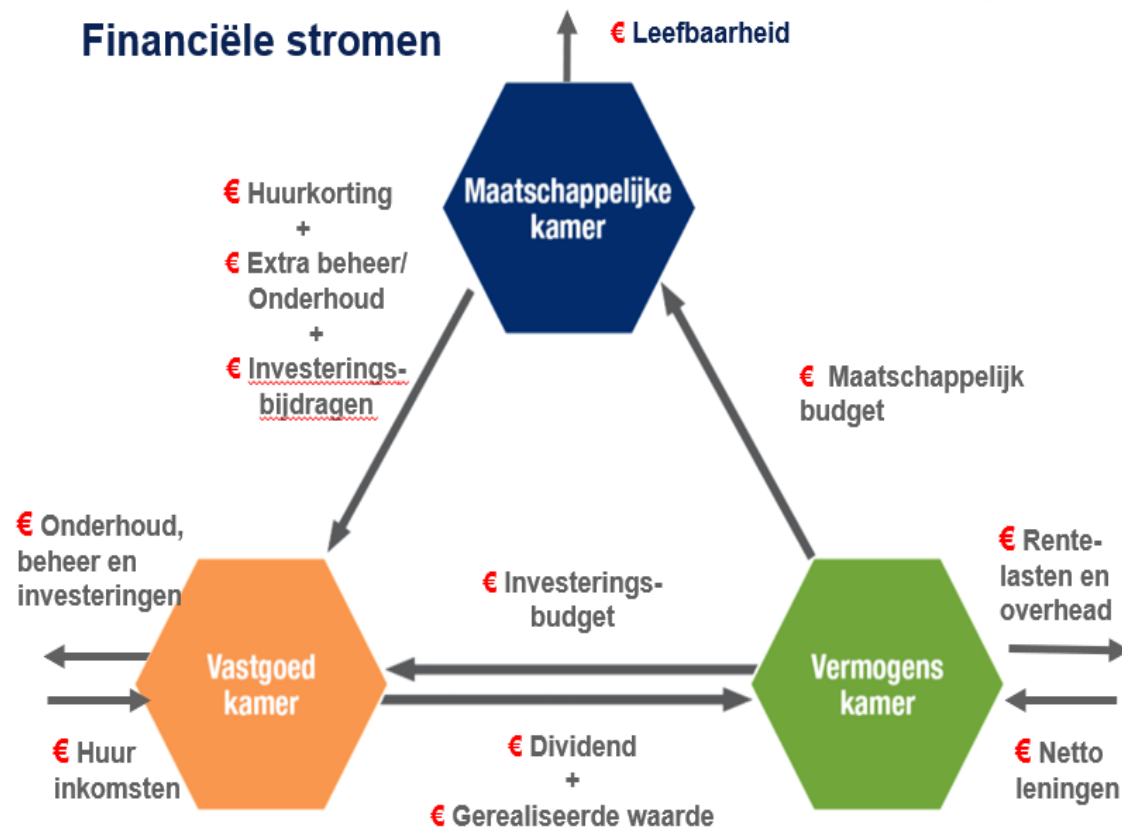 Financiële stromen
€ Leefbaarheid
Maatschappelijke
kamer
€ Huurkorting
+
€ Extra beheer/
Onderhoud
+
€ Investerings-
bijdragen
€ Maatschappelijk
budget
€ Onderhoud,
beheer en
investeringen
€ Investerings-
budget
€ Rente-
lasten en
overhead
Vastgoed
kamer
Vermogens
kamer
€ Huur
inkomsten
€ Dividend
+
€ Gerealiseerde waarde
€ Netto
leningen